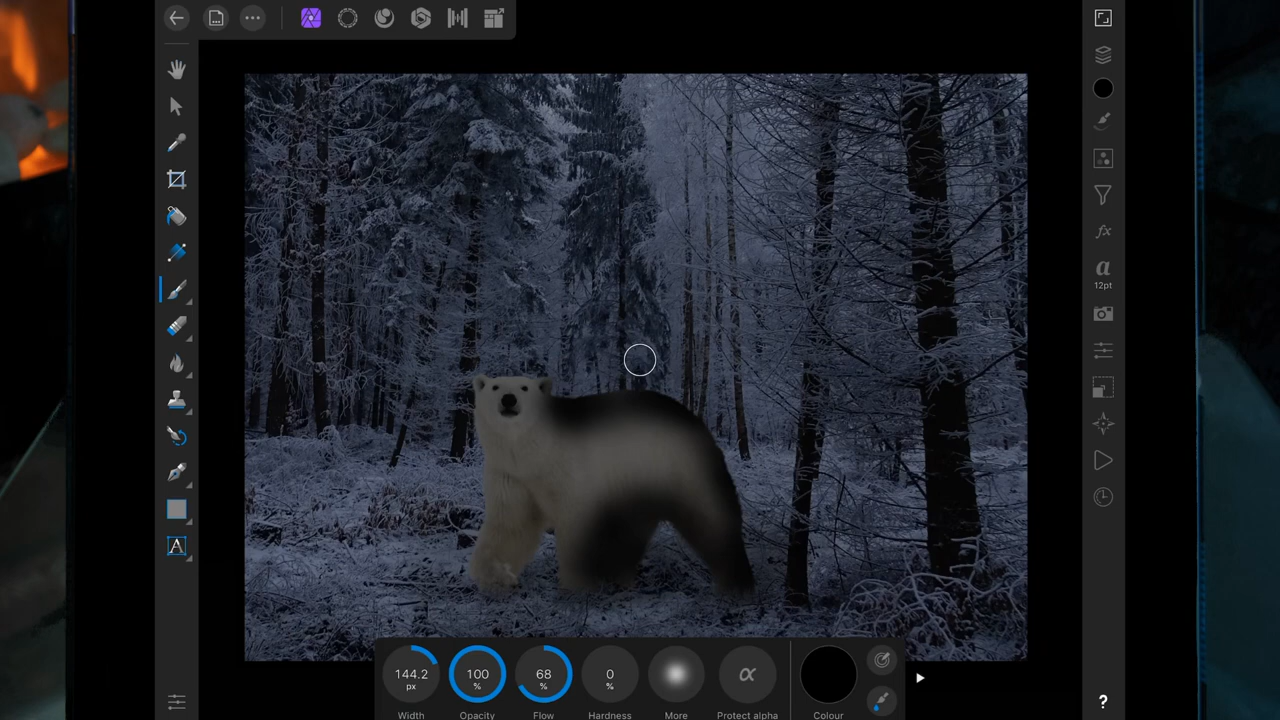 12pt
144.2
px
100
%
68
%
0
%
Width
Opacity
Flow
Hardness
More
Protect alpha
Colour
?